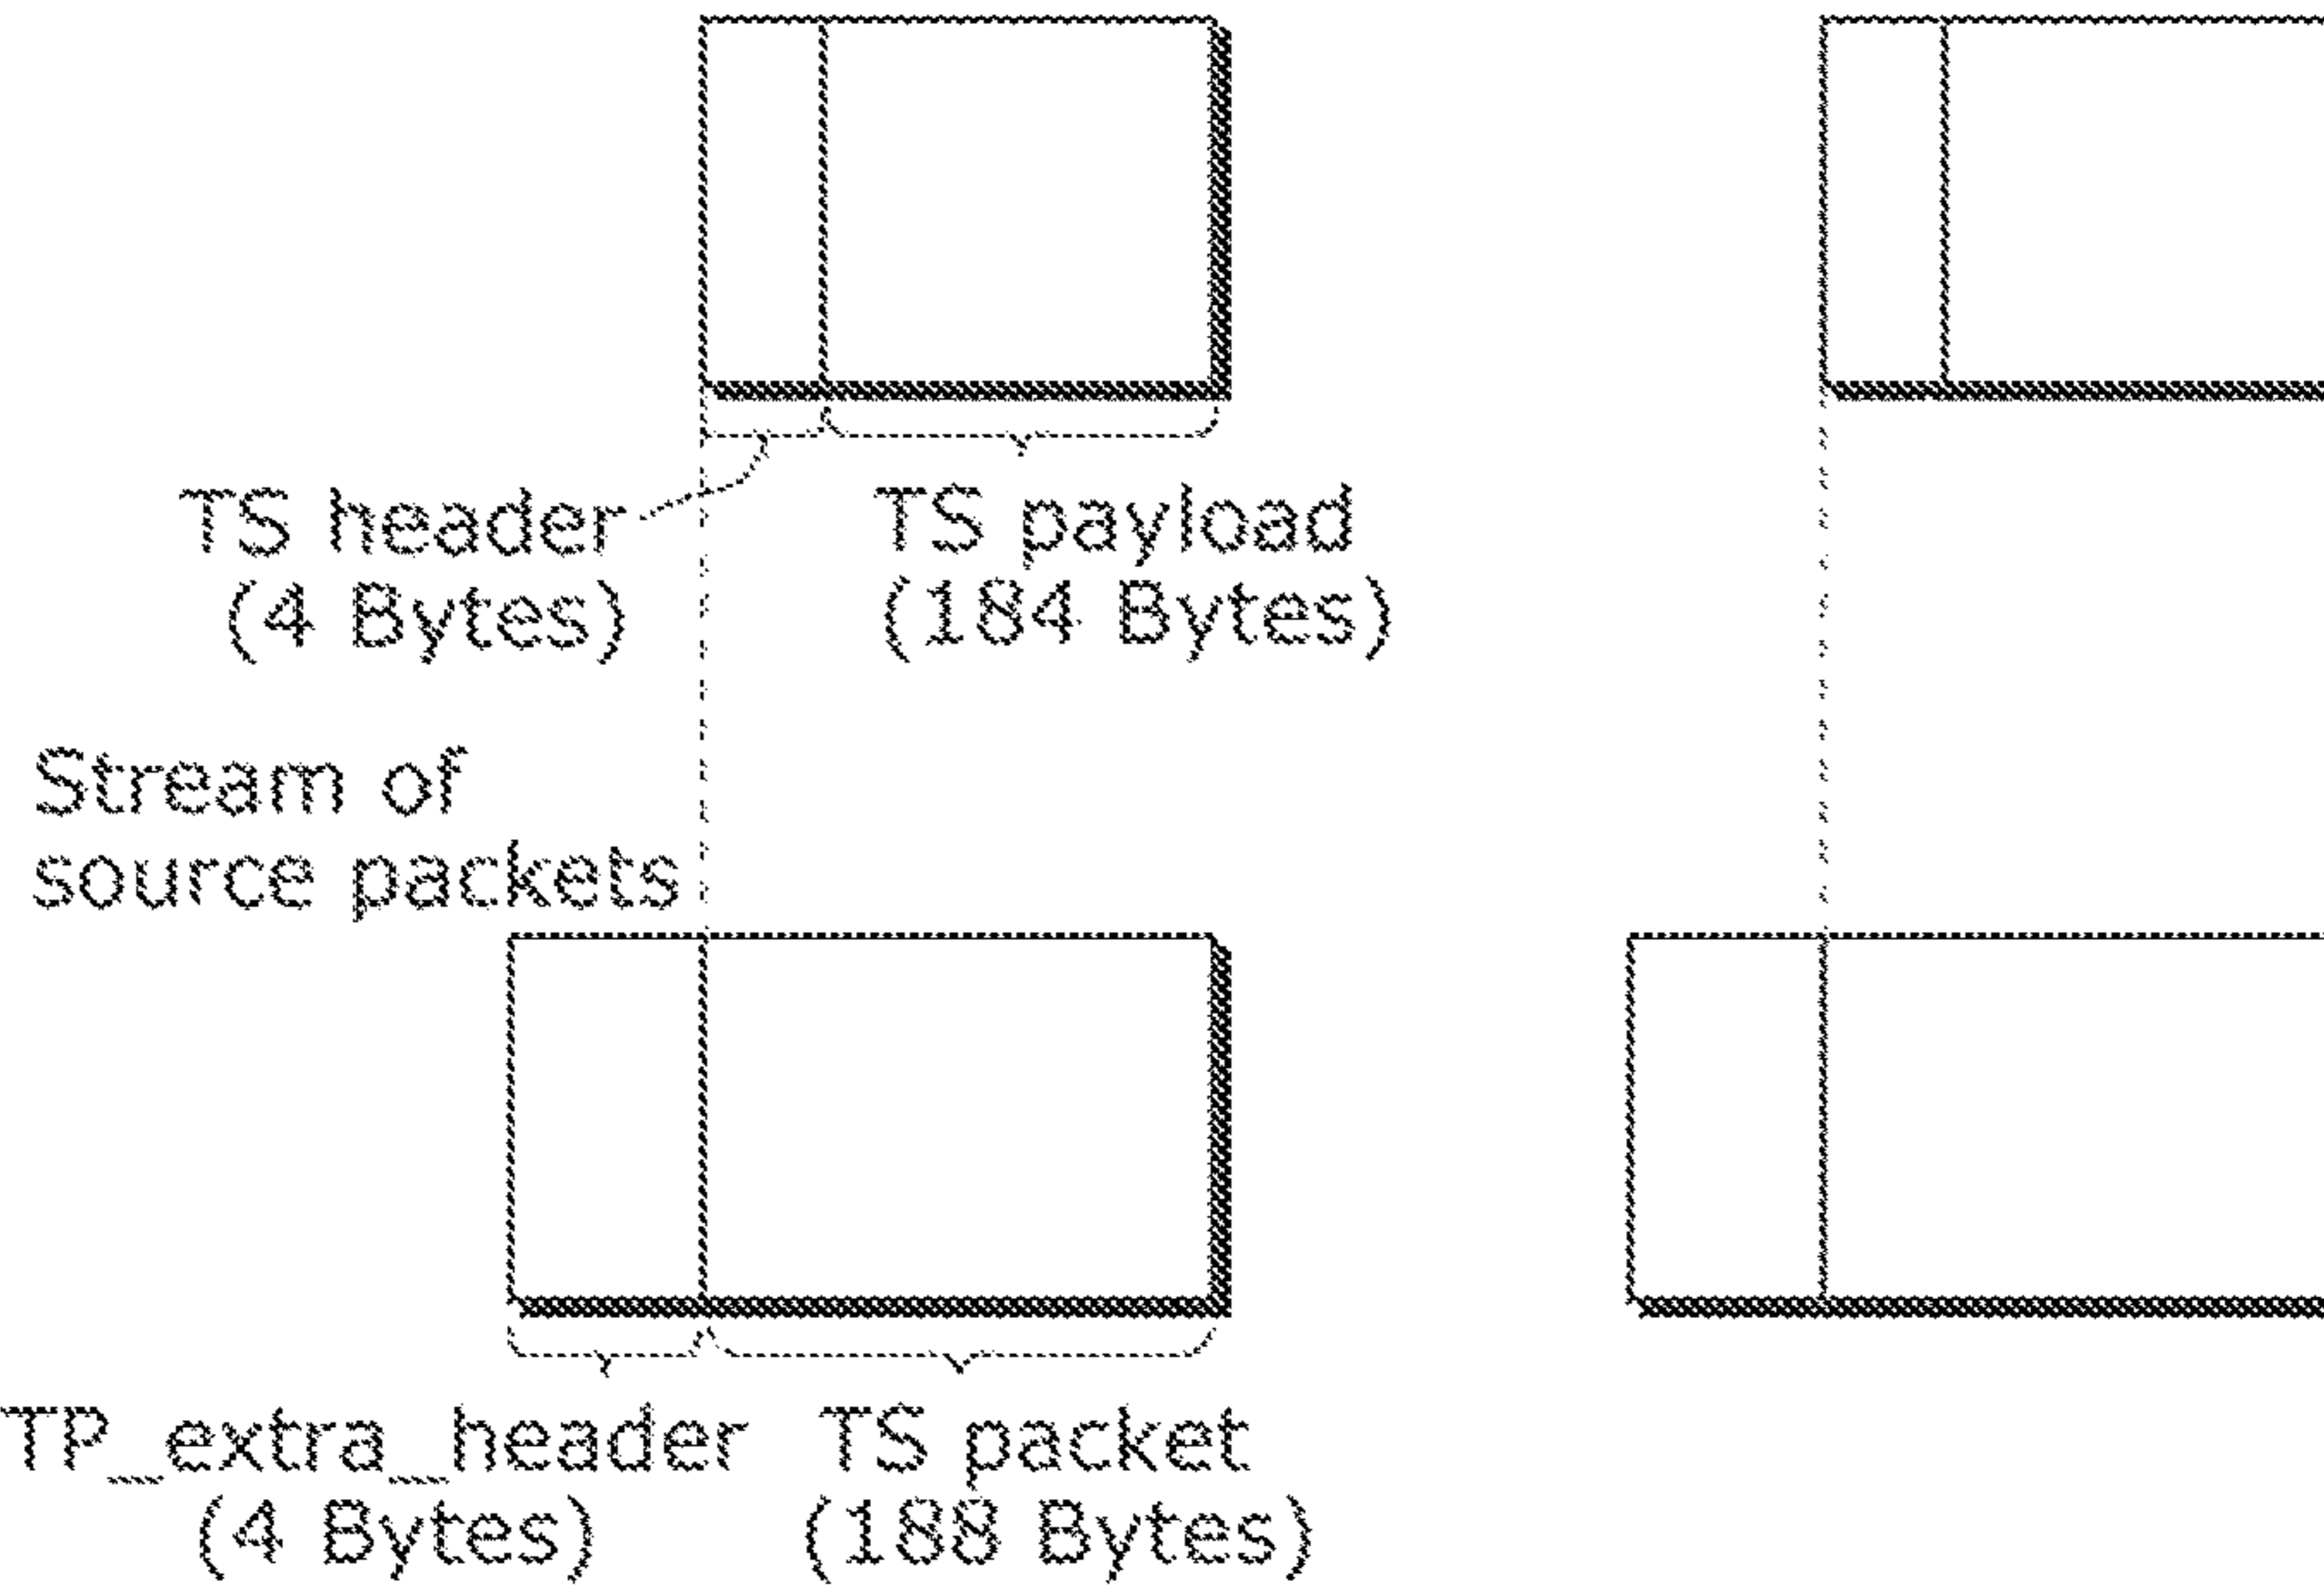 TS header
(4 Bytes)
TS payload
(184 Bytes)
Stream of
source packets
TP_extra_header
(4 Bytes)
TS packet
(188 Bytes)